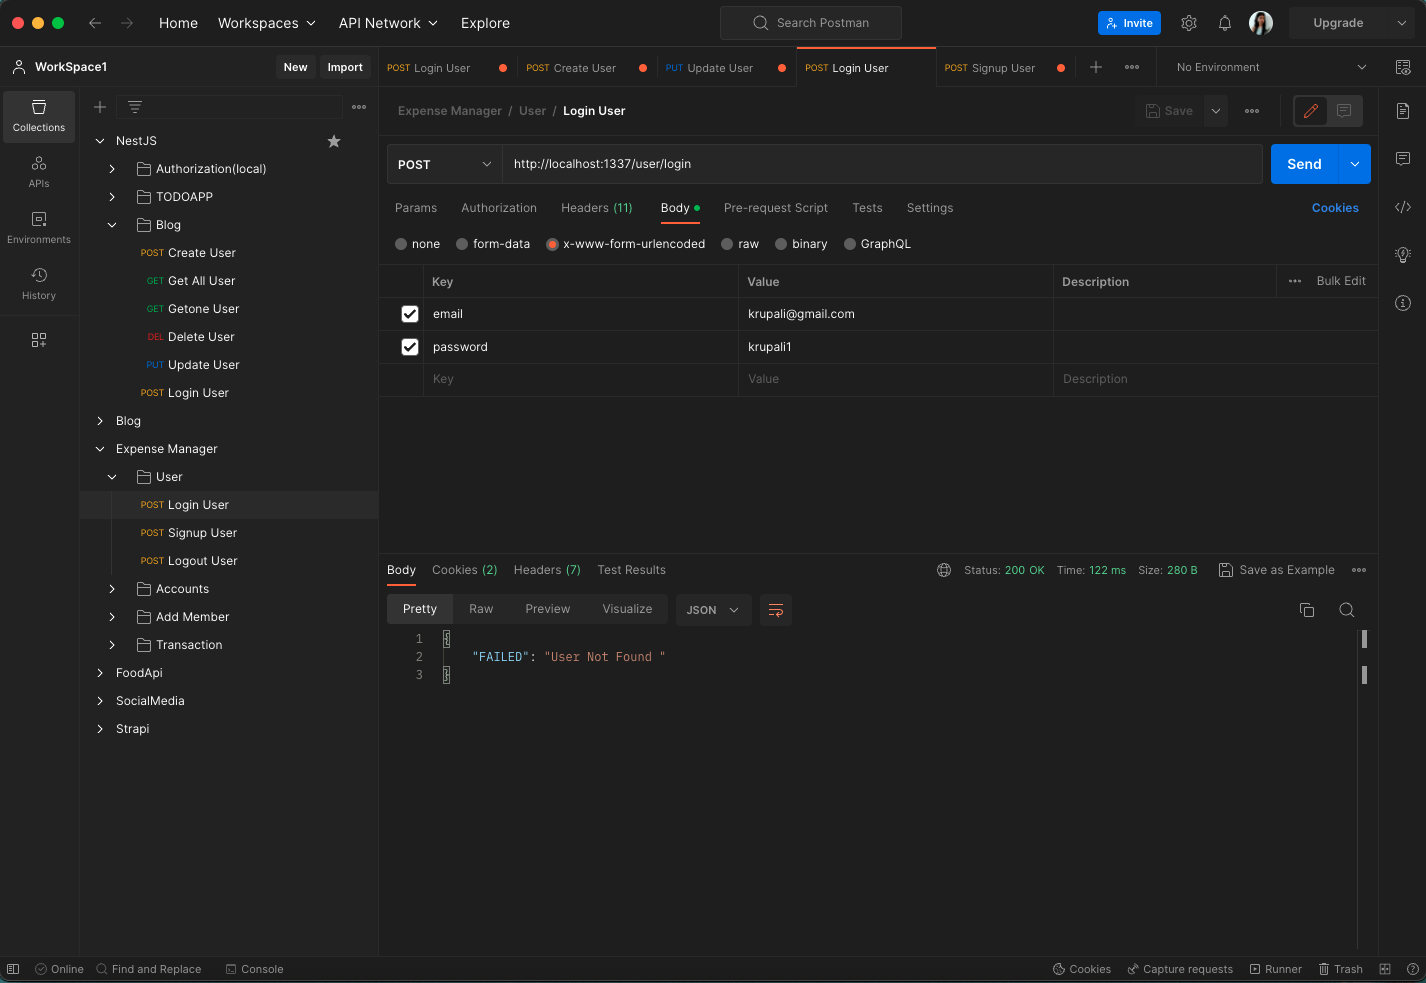 Home Workspaces API Network Explore Search Postman Invite Upgrade
WorkSpace1 New Import
POST Login User POST Create User PUT Update User POST Login User POST Signup User No Environment
Collections
APIs
Environments
History
NestJS
Authorization(local)
TODOAPP
Blog
POST Create User
GET Get All User
GET Getone User
DEL Delete User
PUT Update User
POST Login User
Blog
Expense Manager
User
POST Login User
POST Signup User
POST Logout User
Accounts
Add Member
Transaction
FoodApi
SocialMedia
Strapi
Expense Manager / User / Login User Save
POST http://localhost:1337/user/login Send
Params Authorization Headers (11) Body Pre-request Script Tests Settings Cookies
none form-data x-www-form-urlencoded raw binary GraphQL
Key Value Description Bulk Edit
email krupali@gmail.com
password krupali1
Key Value Description
Body Cookies (2) Headers (7) Test Results Status: 200 OK Time: 122 ms Size: 280 B Save as Example
Pretty Raw Preview Visualize JSON
1 {
2 "FAILED": "User Not Found "
3 }
Online Find and Replace Console Cookies Capture requests Runner Trash